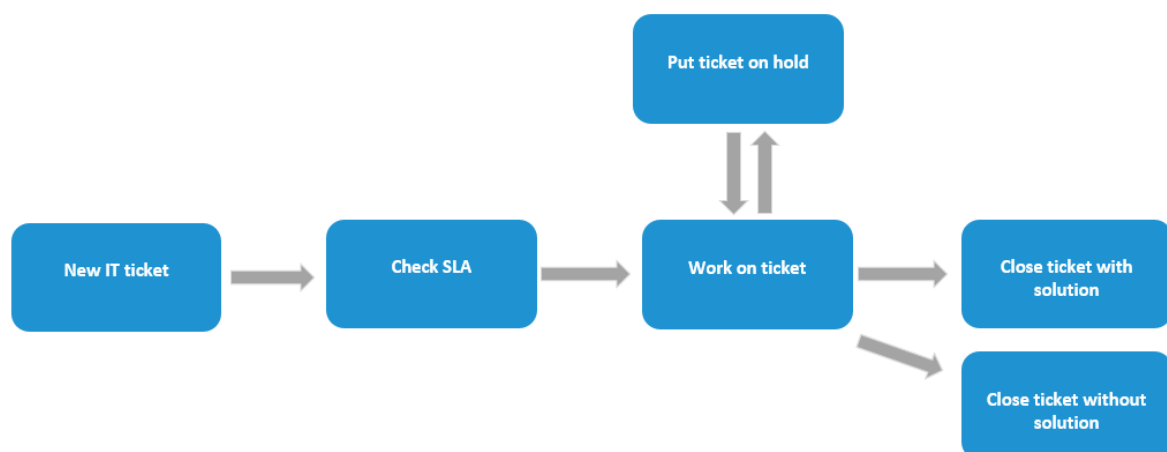 Put ticket on hold
New IT ticket
Check SLA
Work on ticket
Close ticket with
solution
Close ticket without
solution